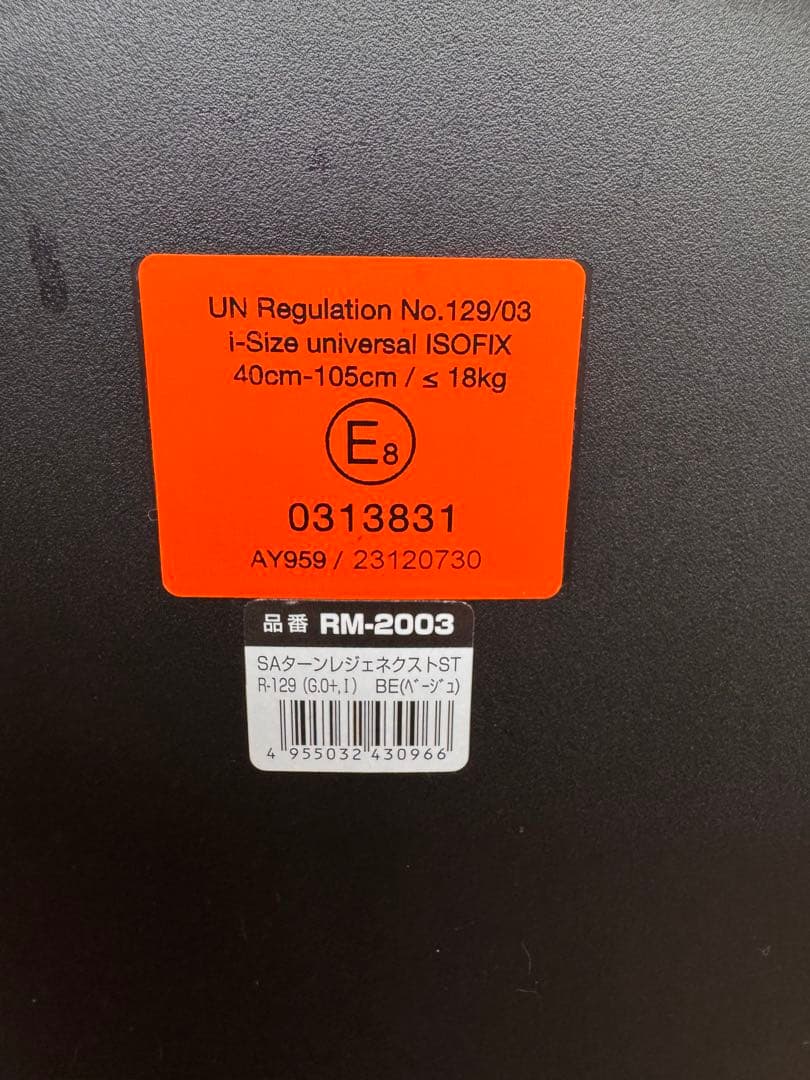 UN Regulation No.129/03
i-Size universal ISOFIX
40cm-105cm / ≤ 18kg
E8
0313831
AY959 / 23120730
品番 RM-2003
SAターンレジェネクストST
R-129 (G.0+,I) BE(ﾍﾞｰｼﾞｭ)
4 955032 430966